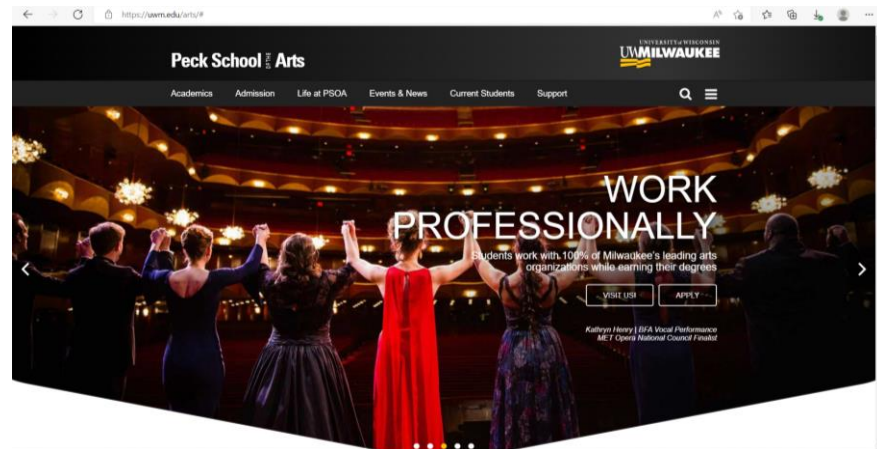 https://uwm.edu/arts/#
Peck School OF THE Arts
UNIVERSITY of WISCONSIN
UWMILWAUKEE
Academics Admission Life at PSOA Events & News Current Students Support
WORK
PROFESSIONALLY
Students work with 100% of Milwaukee's leading arts
organizations while earning their degrees
VISIT US! APPLY
Kathryn Henry | BFA Vocal Performance
MET Opera National Council Finalist